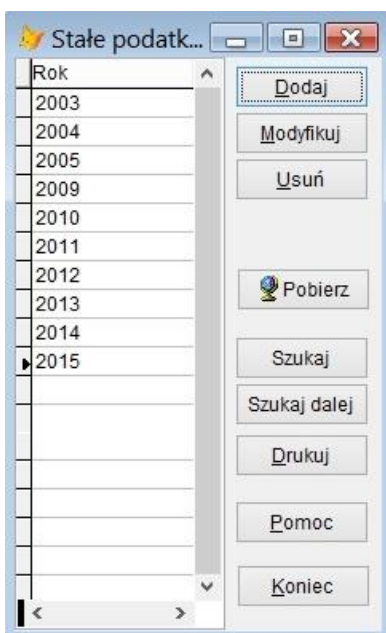 Stałe podatk...
Rok
2003
2004
2005
2009
2010
2011
2012
2013
2014
2015
Dodaj
Modyfikuj
Usuń
Pobierz
Szukaj
Szukaj dalej
Drukuj
Pomoc
Koniec